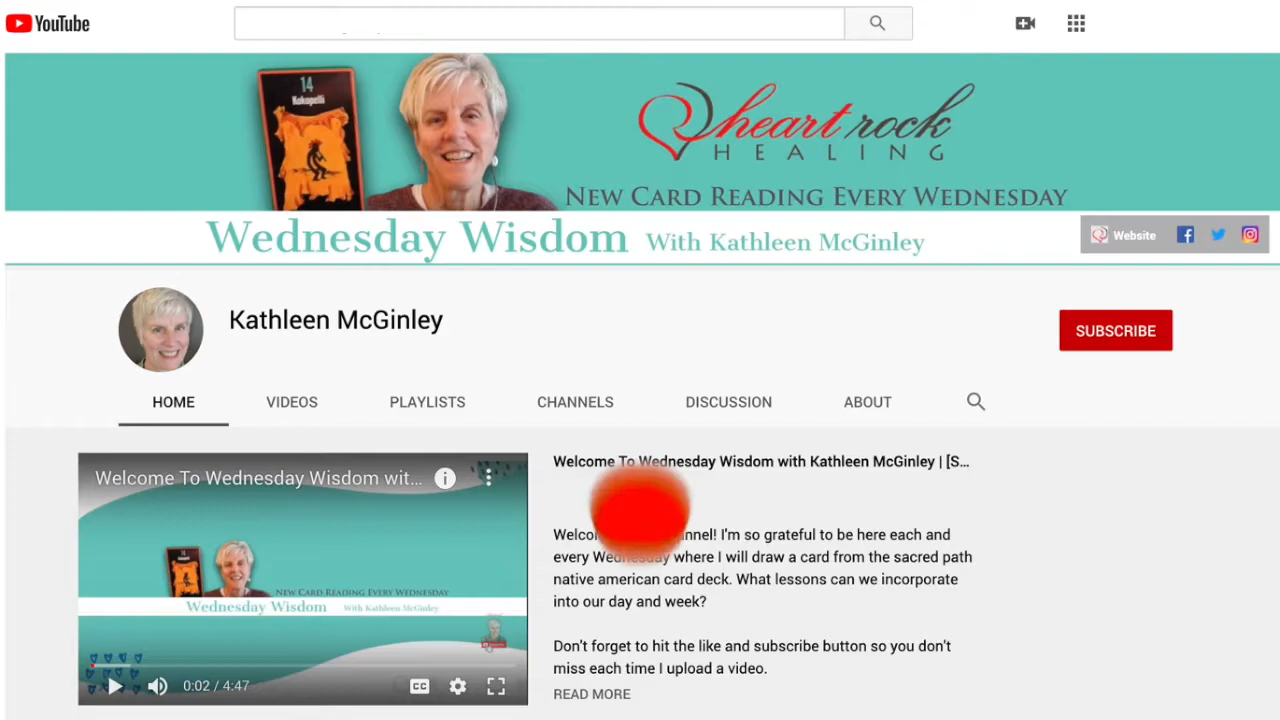 YouTube
14
Kokopelli
heart rock
HEALING
NEW CARD READING EVERY WEDNESDAY
Wednesday Wisdom With Kathleen McGinley
Website
Kathleen McGinley
SUBSCRIBE
HOME VIDEOS PLAYLISTS CHANNELS DISCUSSION ABOUT
Welcome To Wednesday Wisdom wit...
NEW CARD READING EVERY WEDNESDAY
Wednesday Wisdom With Kathleen McGinley
0:02 / 4:47
CC
Welcome To Wednesday Wisdom with Kathleen McGinley | [S...
I'm so grateful to be here each and
every Wednesday where I will draw a card from the sacred path
native american card deck. What lessons can we incorporate
into our day and week?
Don't forget to hit the like and subscribe button so you don't
miss each time I upload a video.
READ MORE